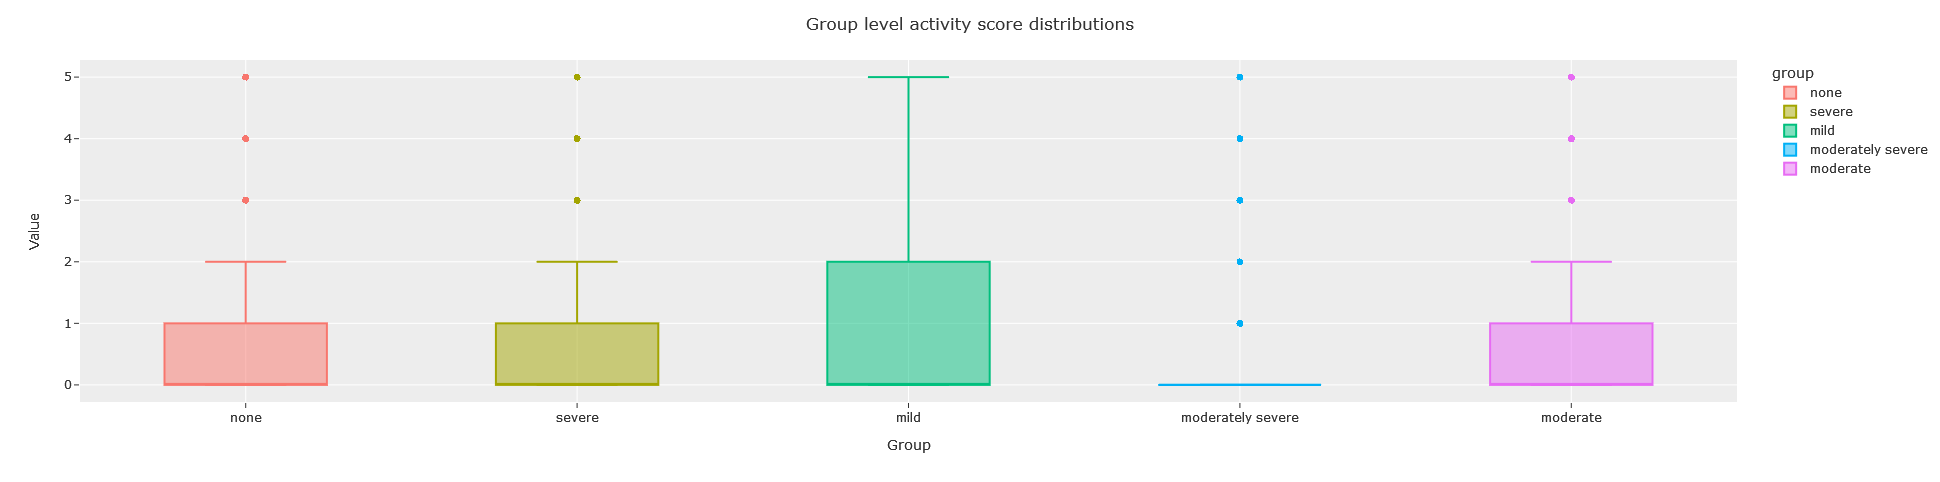 Group level activity score distributions
5
4
3
2
1
0
Value
none
severe
mild
moderately severe
moderate
Group
group
none
severe
mild
moderately severe
moderate